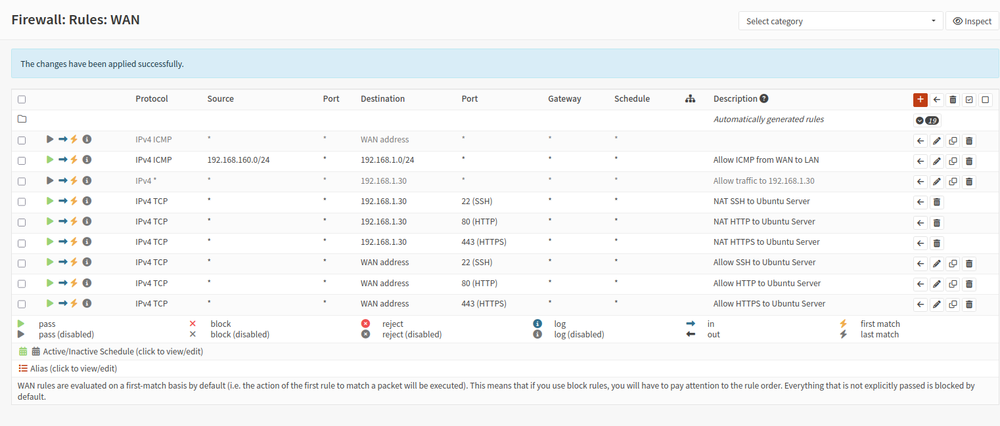 Firewall: Rules: WAN
Select category
Inspect
The changes have been applied successfully.
Protocol Source Port Destination Port Gateway Schedule Description
Automatically generated rules 19
IPv4 ICMP * * WAN address * * *
IPv4 ICMP 192.168.160.0/24 * 192.168.1.0/24 * * * Allow ICMP from WAN to LAN
IPv4 * * * 192.168.1.30 * * * Allow traffic to 192.168.1.30
IPv4 TCP * * 192.168.1.30 22 (SSH) * * NAT SSH to Ubuntu Server
IPv4 TCP * * 192.168.1.30 80 (HTTP) * * NAT HTTP to Ubuntu Server
IPv4 TCP * * 192.168.1.30 443 (HTTPS) * * NAT HTTPS to Ubuntu Server
IPv4 TCP * * WAN address 22 (SSH) * * Allow SSH to Ubuntu Server
IPv4 TCP * * WAN address 80 (HTTP) * * Allow HTTP to Ubuntu Server
IPv4 TCP * * WAN address 443 (HTTPS) * * Allow HTTPS to Ubuntu Server
pass block reject log in first match
pass (disabled) block (disabled) reject (disabled) log (disabled) out last match
Active/Inactive Schedule (click to view/edit)
Alias (click to view/edit)
WAN rules are evaluated on a first-match basis by default (i.e. the action of the first rule to match a packet will be executed). This means that if you use block rules, you will have to pay attention to the rule order. Everything that is not explicitly passed is blocked by
default.